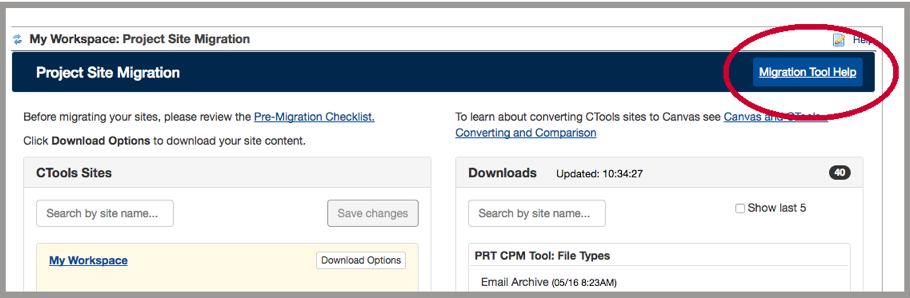 My Workspace: Project Site Migration
Help
Project Site Migration
Migration Tool Help
Before migrating your sites, please review the Pre-Migration Checklist.
Click Download Options to download your site content.
To learn about converting CTools sites to Canvas see Canvas and CTools
Converting and Comparison
CTools Sites
Search by site name...
Save changes
My Workspace
Download Options
Downloads
Updated: 10:34:27
40
Search by site name...
Show last 5
PRT CPM Tool: File Types
Email Archive (05/16 8:23AM)